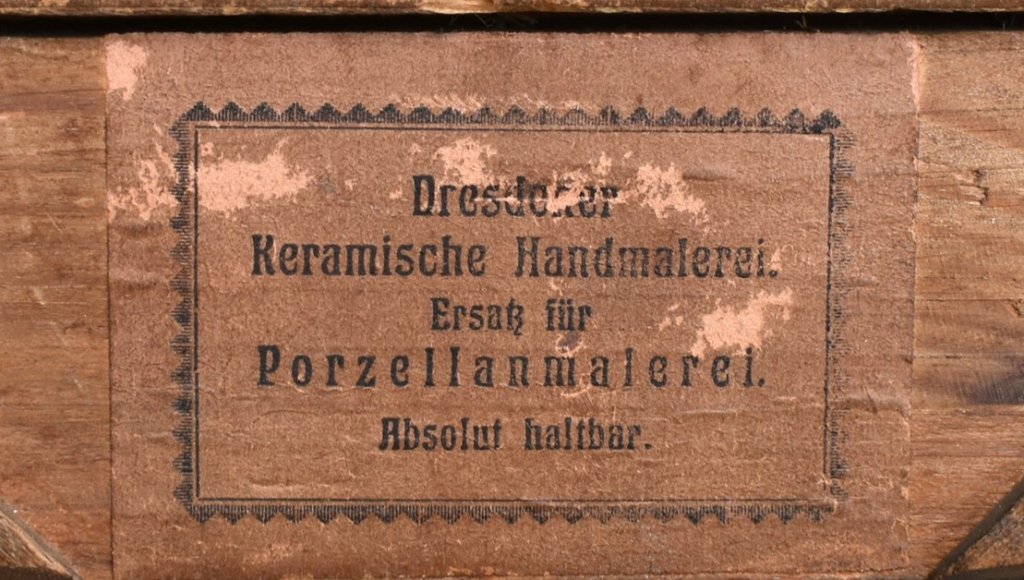 Dresdener
Keramische Handmalerei.
Ersatz für
Porzellanmalerei.
Absolut haltbar.